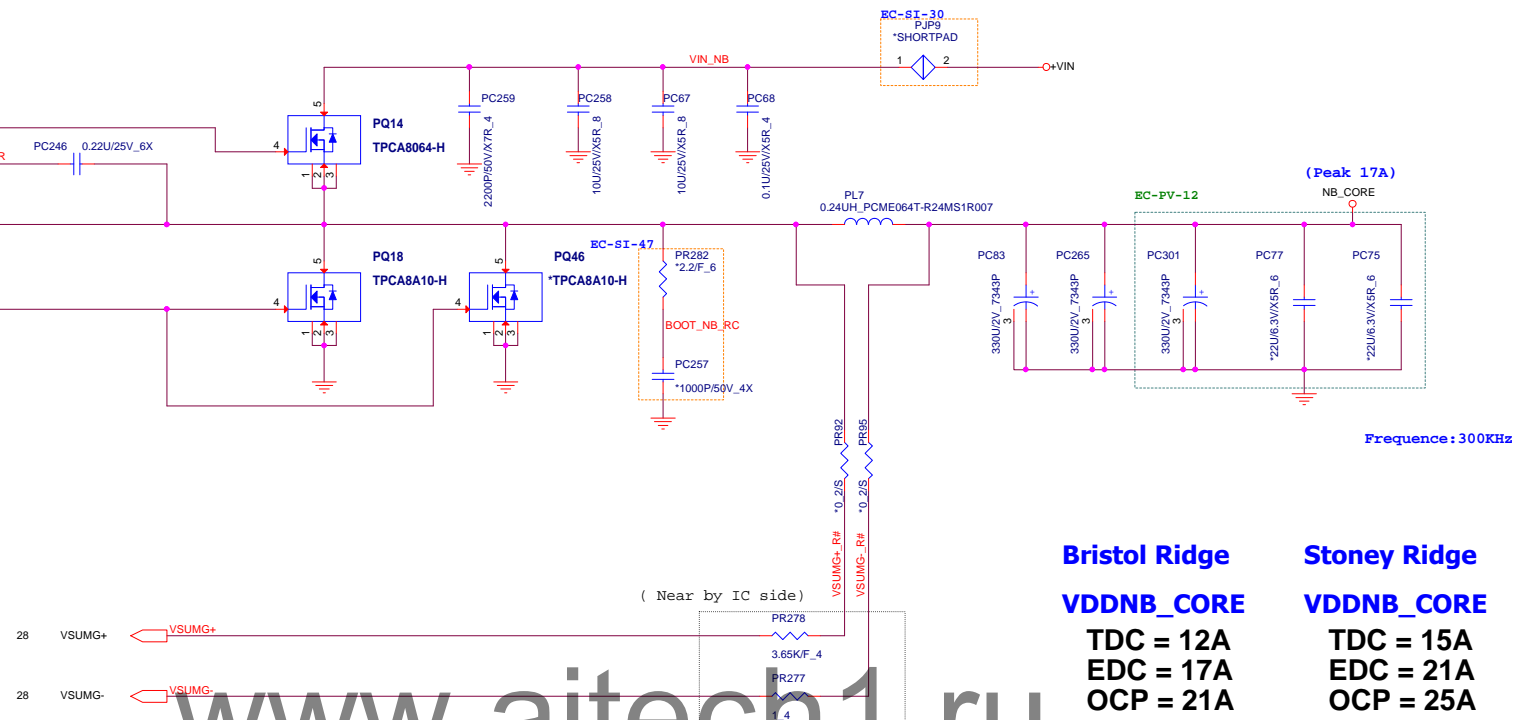 EC-SI-30
PJP9
*SHORTPAD
VIN_NB
1 2
+VIN
5
PC259
2200P/50V/X7R_4
PC258
10U/25V/X5R_8
PC67
10U/25V/X5R_8
PC68
0.1U/25V/X5R_4
PQ14
TPCA8064-H
4
1 2 3
R
PC246 0.22U/25V_6X
(Peak 17A)
NB_CORE
PL7
0.24UH_PCME064T-R24MS1R007
EC-PV-12
EC-SI-47
PQ18
TPCA8A10-H
5
4
1 2 3
PQ46
*TPCA8A10-H
5
4
1 2 3
PR282
*2.2/F_6
BOOT_NB_RC
PC257
*1000P/50V_4X
PC83
+
3
330U/2V_7343P
PC265
+
3
330U/2V_7343P
PC301
+
3
330U/2V_7343P
PC77
*22U/6.3V/X5R_6
PC75
*22U/6.3V/X5R_6
Frequence:300KHz
PR92
*0_2/S
PR95
*0_2/S
VSUMG+_R#
VSUMG-_R#
( Near by IC side)
PR278
3.65K/F_4
PR277
1_4
28 VSUMG+ VSUMG+
28 VSUMG- VSUMG-
Bristol Ridge
VDDNB_CORE
TDC = 12A
EDC = 17A
OCP = 21A
Stoney Ridge
VDDNB_CORE
TDC = 15A
EDC = 21A
OCP = 25A
www.aitech1.ru